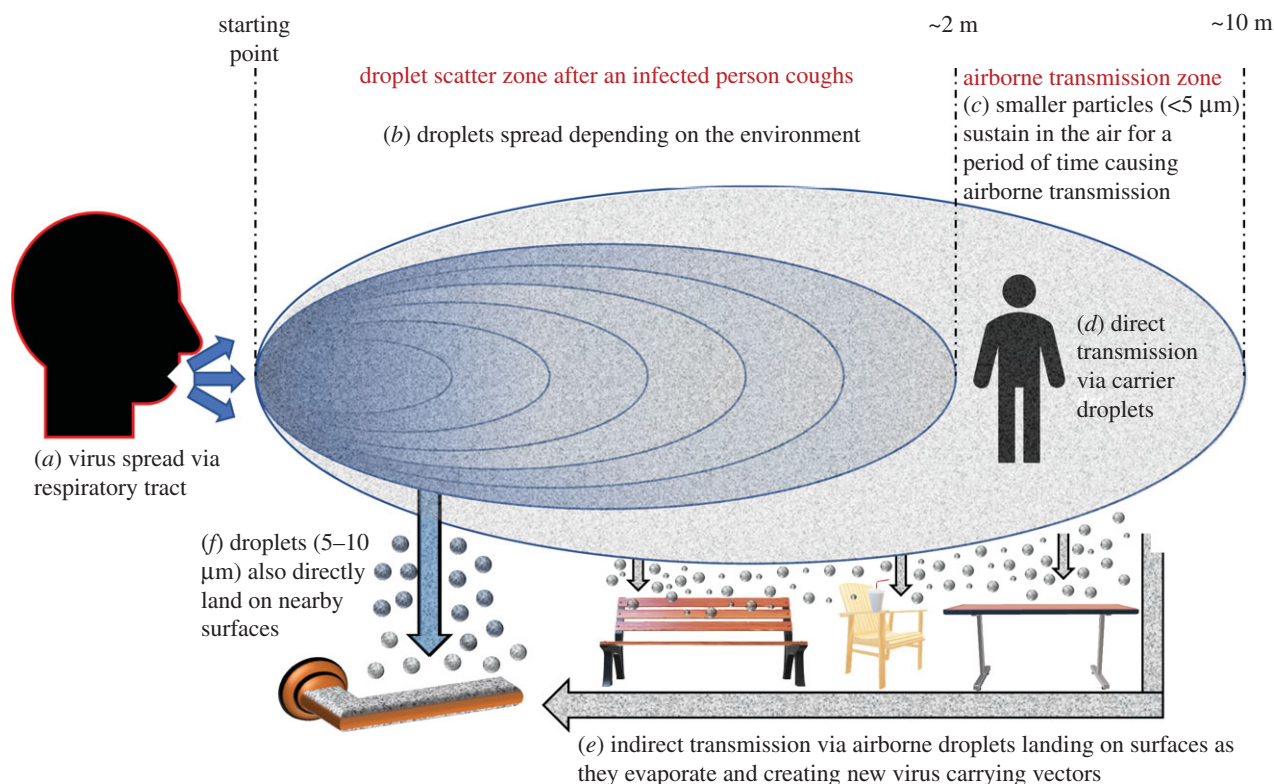 starting
point
~2 m
~10 m
droplet scatter zone after an infected person coughs
airborne transmission zone
(b) droplets spread depending on the environment
(c) smaller particles (<5 μm)
sustain in the air for a
period of time causing
airborne transmission
(d) direct
transmission
via carrier
droplets
(a) virus spread via
respiratory tract
(f) droplets (5–10
μm) also directly
land on nearby
surfaces
(e) indirect transmission via airborne droplets landing on surfaces as
they evaporate and creating new virus carrying vectors